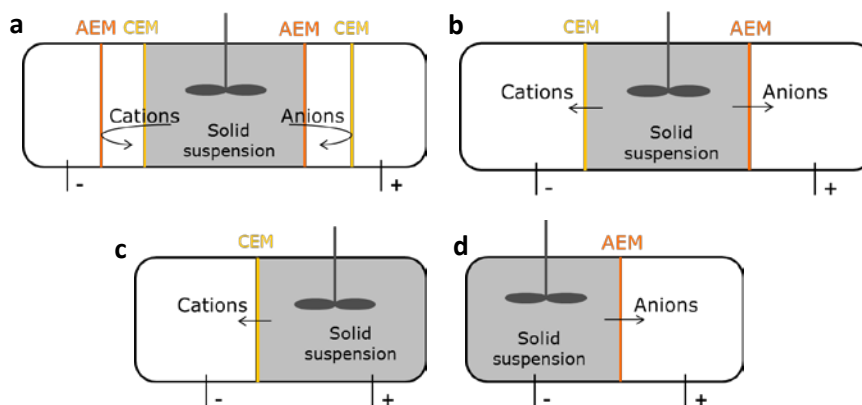 a
AEM CEM
AEM CEM
Cations
Anions
Solid
suspension
-
+
b
CEM
AEM
Cations
Anions
Solid
suspension
-
+
c
CEM
Cations
Solid
suspension
-
+
d
AEM
Anions
Solid
suspension
-
+